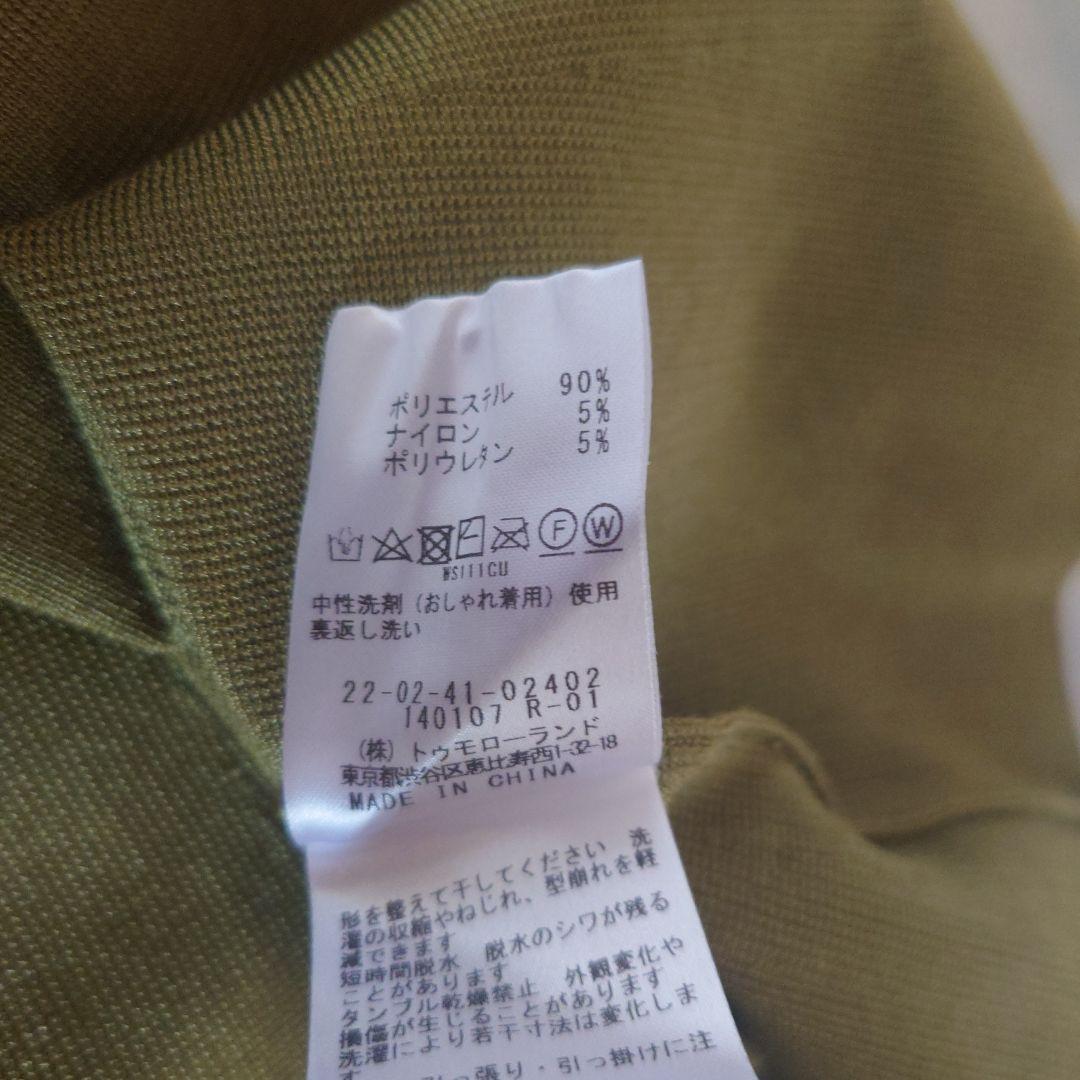 ポリエステル 90%
ナイロン 5%
ポリウレタン 5%
F W
WS111CU
中性洗剤(おしゃれ着用)使用
裏返し洗い
22-02-41-02402
140107 R-01
(株)トゥモローランド
東京都渋谷区恵比寿西1-32-18
MADE IN CHINA
形を整えて干してください 洗
濯の収縮やねじれ、型崩れを軽
減できます
短時間脱水 脱水のシワが残る
ことがあります
タンブル乾燥禁止 外観変化や
損傷が生じることがあります
洗濯により若干寸法は変化しま
す 引っ張り・引っ掛けに注